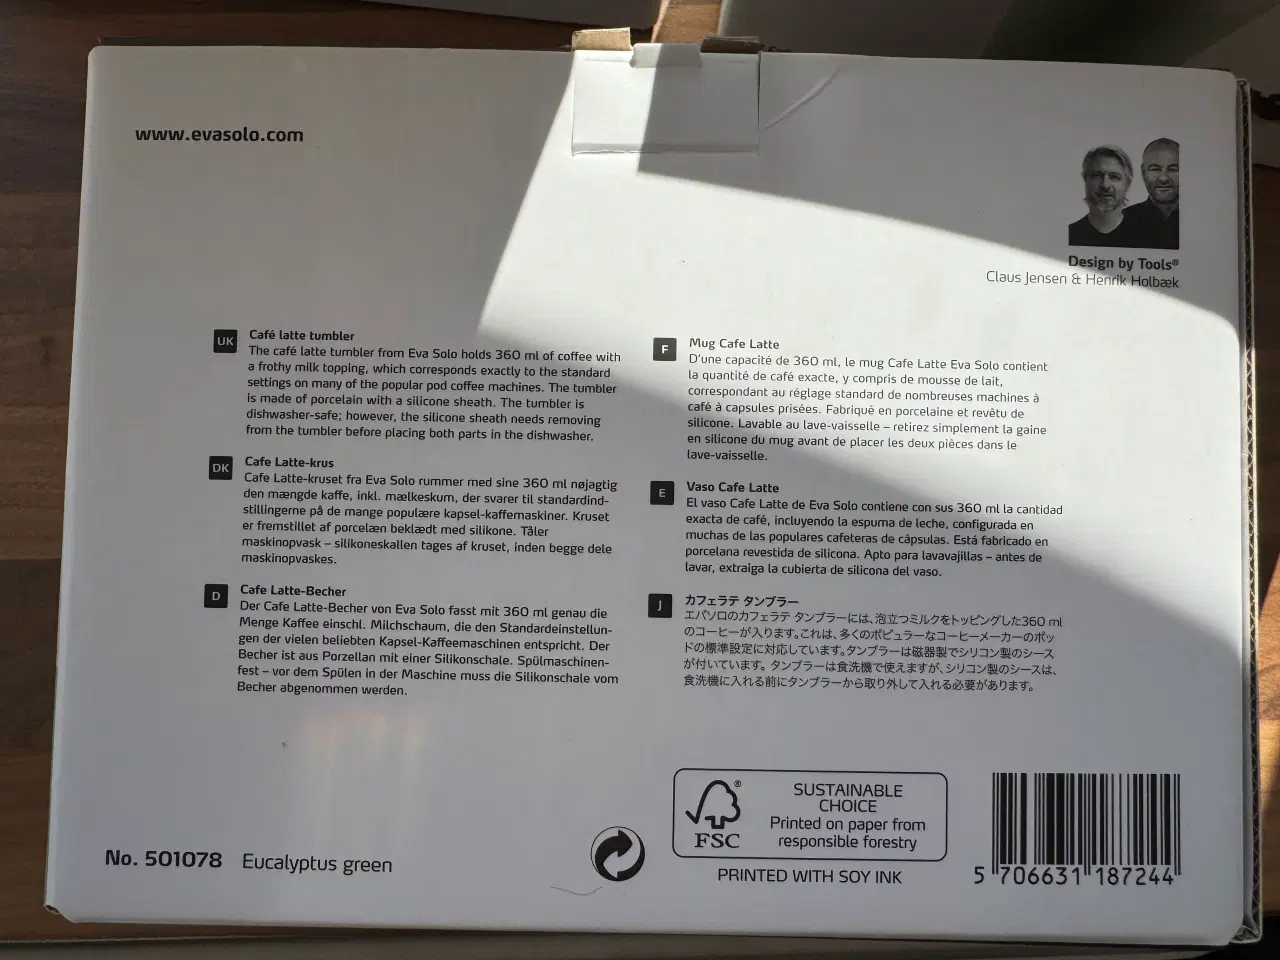 www.evasolo.com
Design by Tools®
Claus Jensen & Henrik Holbæk
UK
Café latte tumbler
The café latte tumbler from Eva Solo holds 360 ml of coffee with
a frothy milk topping, which corresponds exactly to the standard
settings on many of the popular pod coffee machines. The tumbler
is made of porcelain with a silicone sheath. The tumbler is
dishwasher-safe; however, the silicone sheath needs removing
from the tumbler before placing both parts in the dishwasher.
DK
Cafe Latte-krus
Cafe Latte-kruset fra Eva Solo rummer med sine 360 ml nøjagtig
den mængde kaffe, inkl. mælkeskum, der svarer til standardind-
stillingerne på de mange populære kapsel-kaffemaskiner. Kruset
er fremstillet af porcelæn beklædt med silikone. Tåler
maskinopvask – silikoneskallen tages af kruset, inden begge dele
maskinopvaskes.
D
Cafe Latte-Becher
Der Cafe Latte-Becher von Eva Solo fasst mit 360 ml genau die
Menge Kaffee einschl. Milchschaum, die den Standardeinstellun-
gen der vielen beliebten Kapsel-Kaffeemaschinen entspricht. Der
Becher ist aus Porzellan mit einer Silikonschale. Spülmaschinen-
fest – vor dem Spülen in der Maschine muss die Silikonschale vom
Becher abgenommen werden.
F
Mug Cafe Latte
D'une capacité de 360 ml, le mug Cafe Latte Eva Solo contient
la quantité de café exacte, y compris de mousse de lait,
correspondant au réglage standard de nombreuses machines à
café à capsules prisées. Fabriqué en porcelaine et revêtu de
silicone. Lavable au lave-vaisselle – retirez simplement la gaine
en silicone du mug avant de placer les deux pièces dans le
lave-vaisselle.
E
Vaso Cafe Latte
El vaso Cafe Latte de Eva Solo contiene con sus 360 ml la cantidad
exacta de café, incluyendo la espuma de leche, configurada en
muchas de las populares cafeteras de cápsulas. Está fabricado en
porcelana revestida de silicona. Apto para lavavajillas – antes de
lavar, extraiga la cubierta de silicona del vaso.
J
カフェラテ タンブラー
エバソロのカフェラテ タンブラーには、泡立つミルクをトッピングした360 ml
のコーヒーが入ります。これは、多くのポピュラーなコーヒーメーカーのポッ
ドの標準設定に対応しています。タンブラーは磁器製でシリコン製のシース
が付いています。 タンブラーは食洗機で使えますが、シリコン製のシースは、
食洗機に入れる前にタンブラーから取り外して入れる必要があります。
No. 501078 Eucalyptus green
FSC®
SUSTAINABLE
CHOICE
Printed on paper from
responsible forestry
PRINTED WITH SOY INK
5 706631 187244